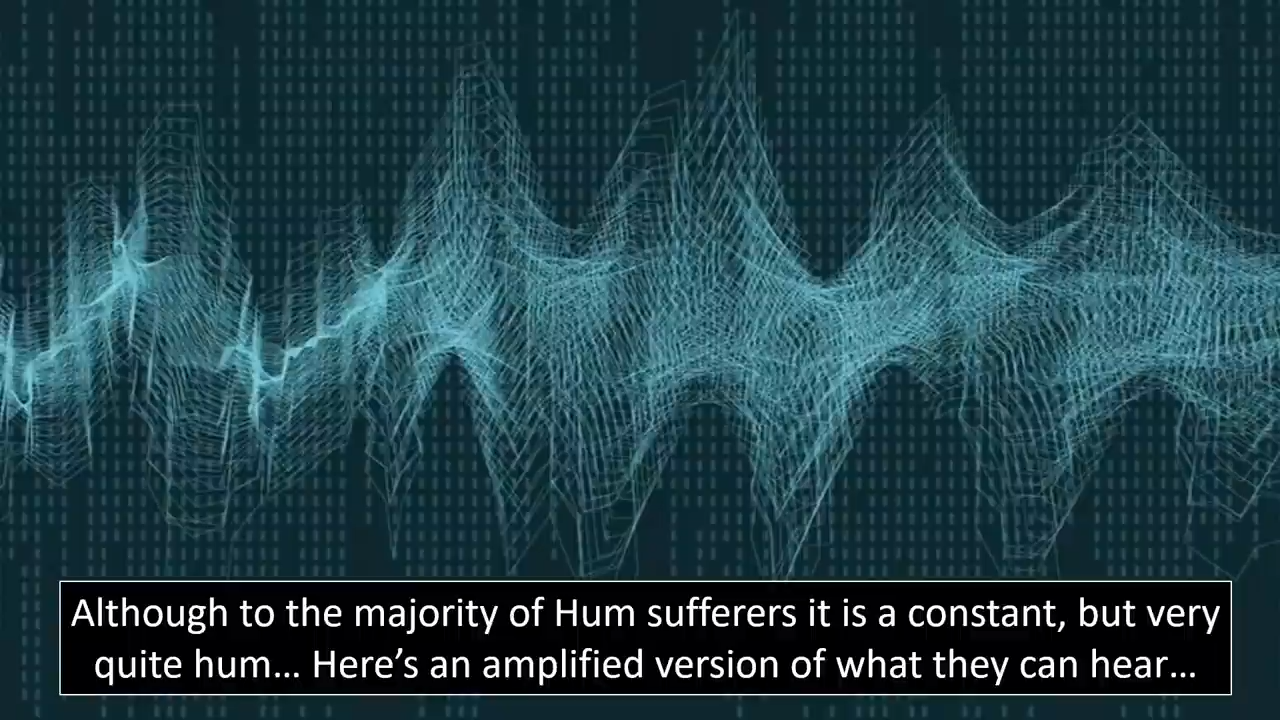 Although to the majority of Hum sufferers it is a constant, but very
quite hum... Here’s an amplified version of what they can hear...